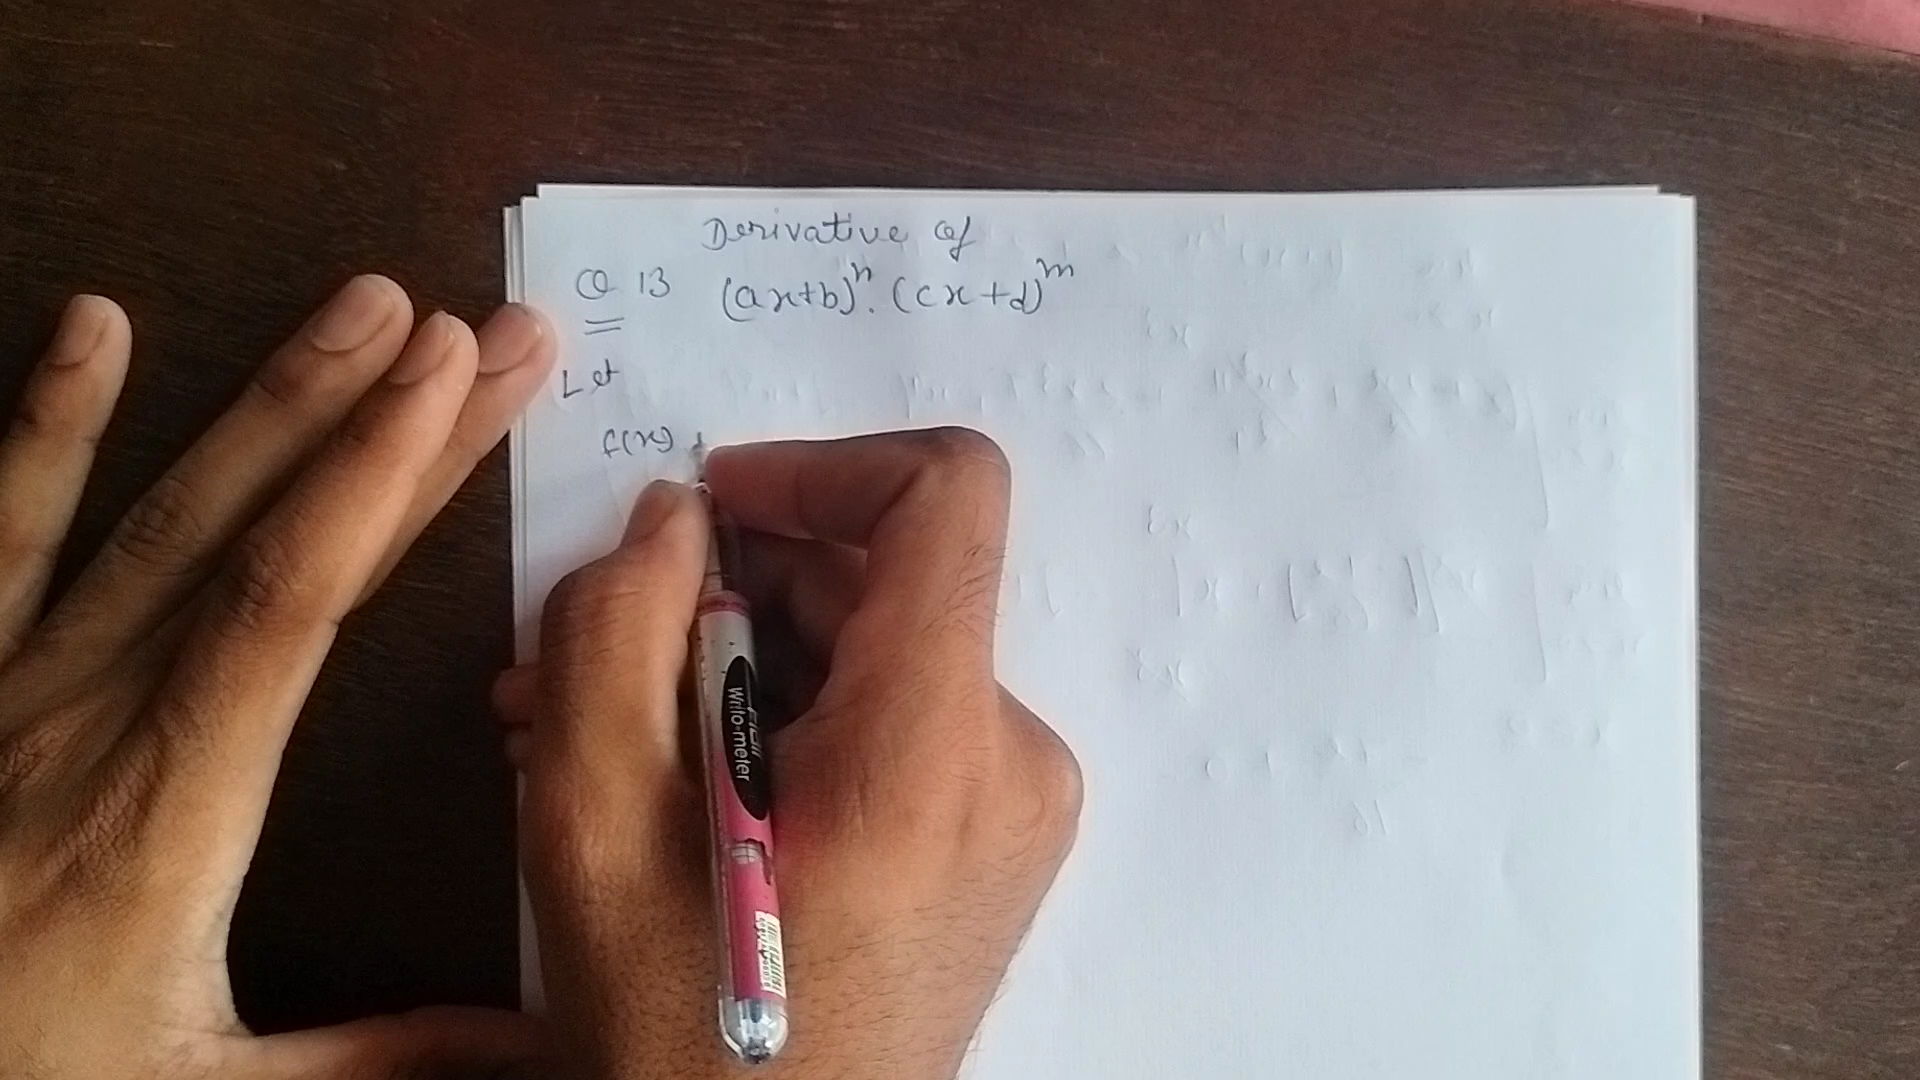 Derivative of
Q 13 (ax+b)ⁿ. (cx+d)ᵐ
Let
f(x)
Writo-meter